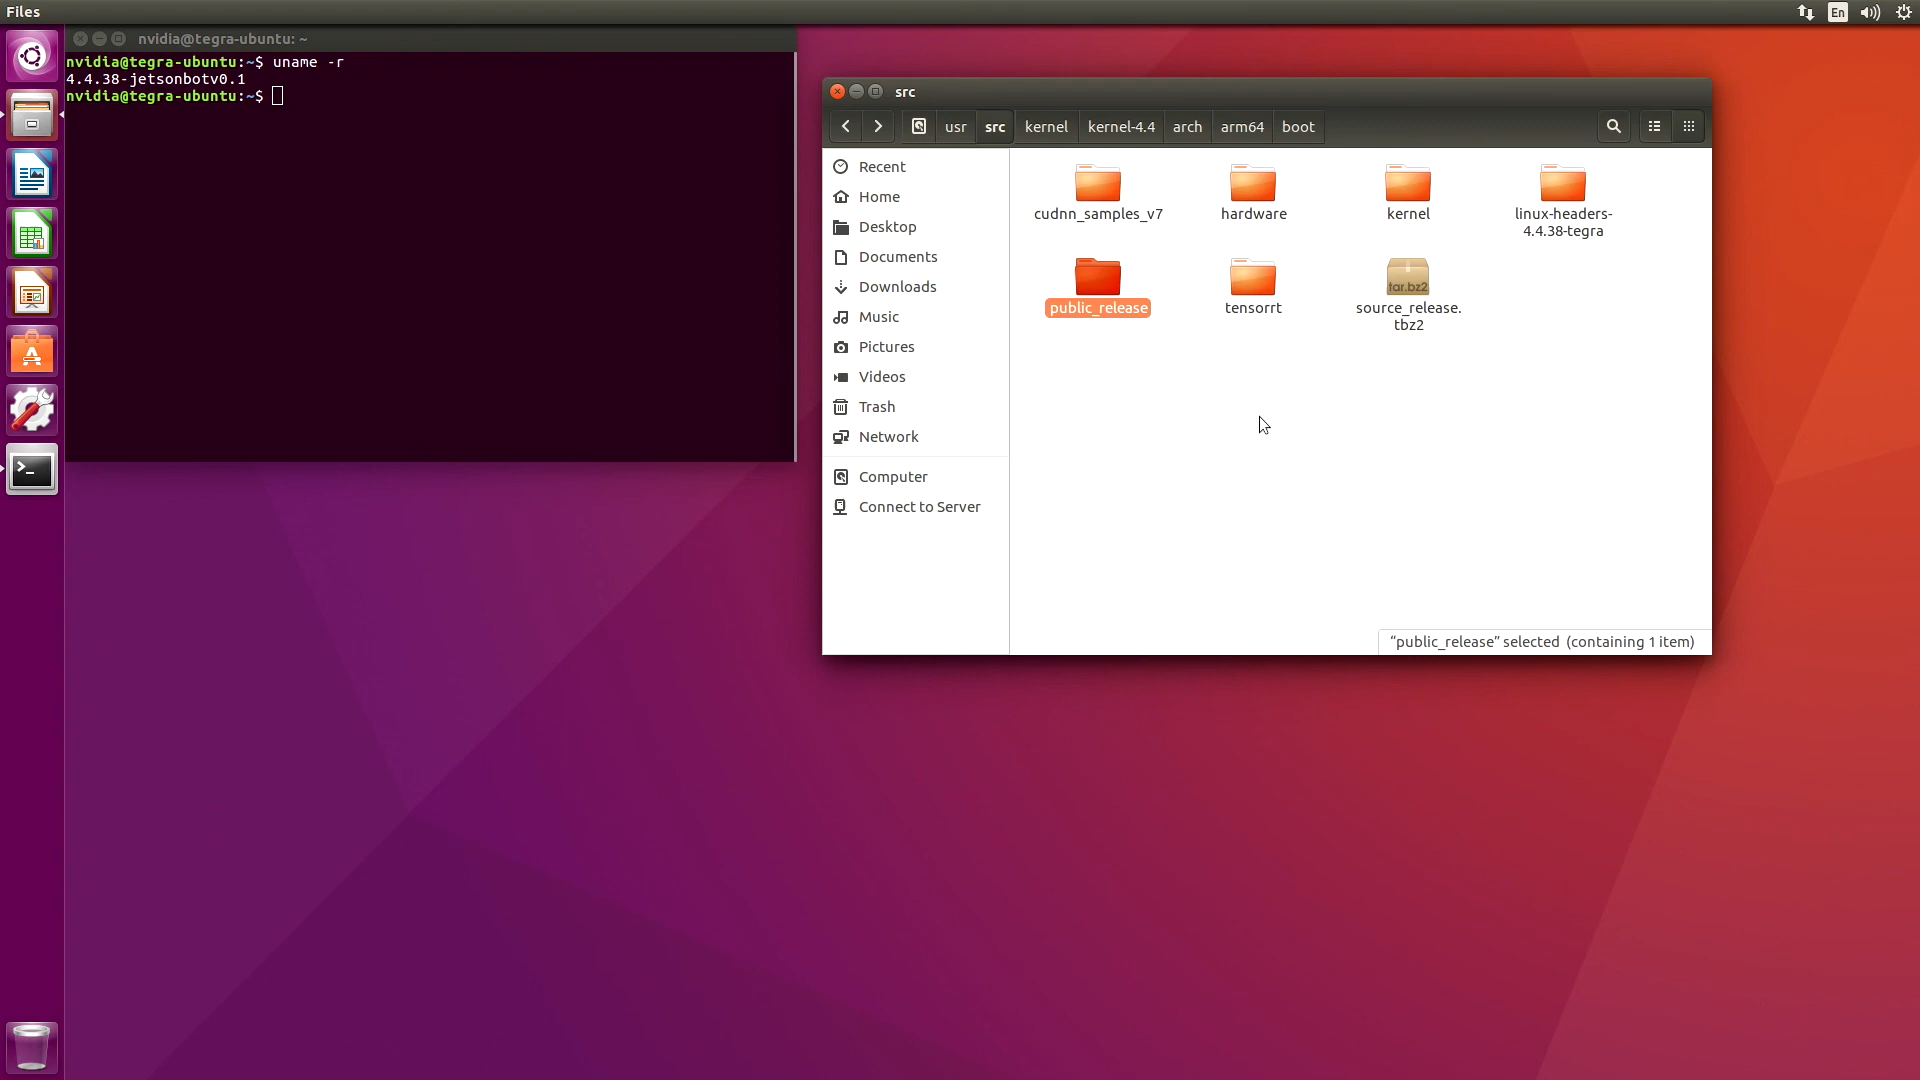 Files
En
nvidia@tegra-ubuntu: ~
nvidia@tegra-ubuntu:~$ uname -r
4.4.38-jetsonbotv0.1
nvidia@tegra-ubuntu:~$
src
usr src kernel kernel-4.4 arch arm64 boot
Recent
Home
Desktop
Documents
Downloads
Music
Pictures
Videos
Trash
Network
Computer
Connect to Server
cudnn_samples_v7
hardware
kernel
linux-headers-
4.4.38-tegra
public_release
tensorrt
tar.bz2
source_release.
tbz2
“public_release” selected (containing 1 item)